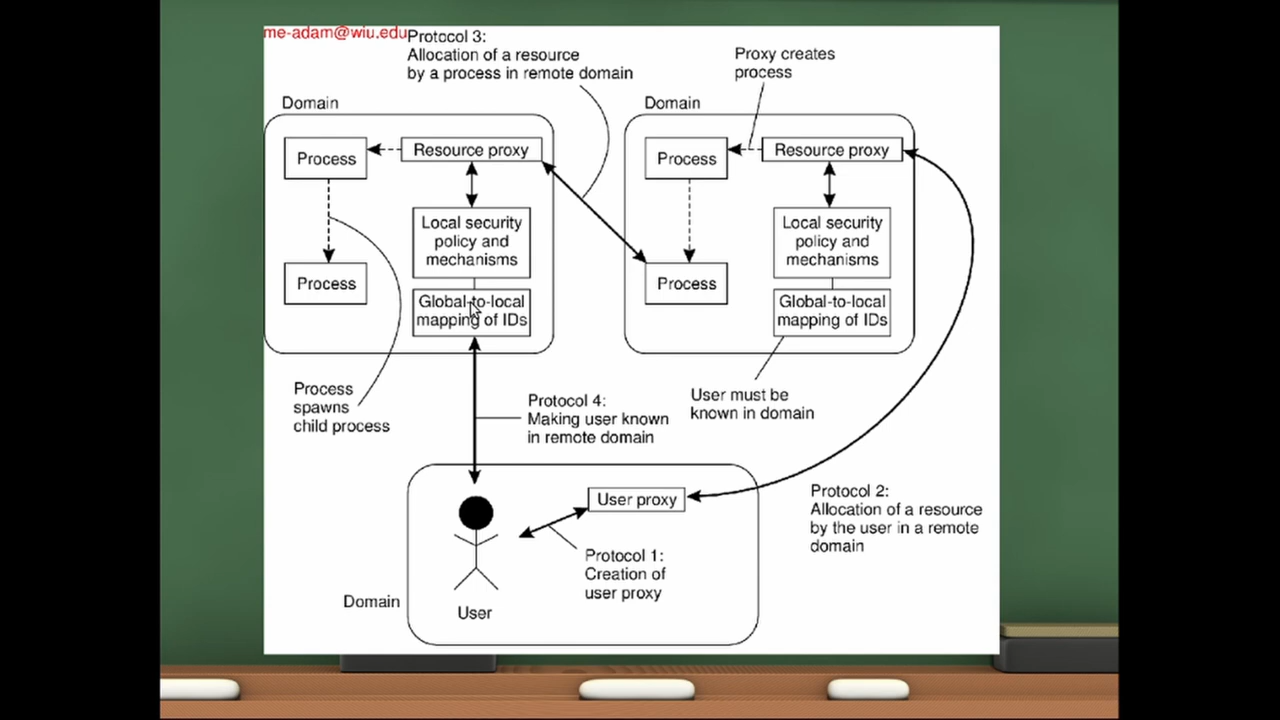 me-adam@wiu.edu
Protocol 3:
Allocation of a resource
by a process in remote domain
Proxy creates
process
Domain
Process
Resource proxy
Local security
policy and
mechanisms
Process
Global-to-local
mapping of IDs
Domain
Process
Resource proxy
Local security
policy and
mechanisms
Process
Global-to-local
mapping of IDs
Process
spawns
child process
Protocol 4:
Making user known
in remote domain
User must be
known in domain
User proxy
Protocol 1:
Creation of
user proxy
User
Domain
Protocol 2:
Allocation of a resource
by the user in a remote
domain